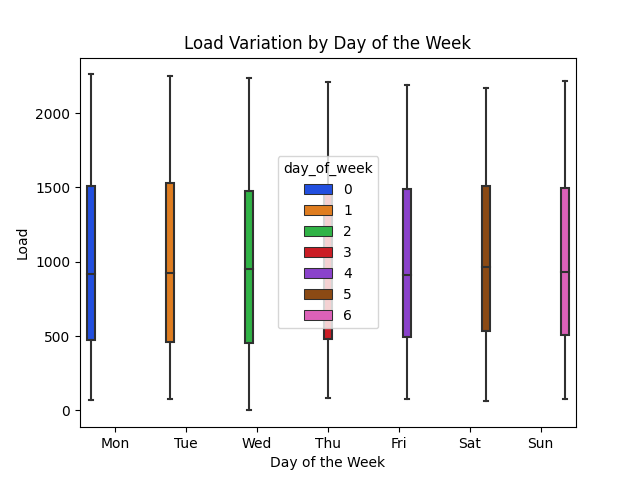 Load Variation by Day of the Week
2000
1500
1000
500
0
Load
day_of_week
0
1
2
3
4
5
6
Mon Tue Wed Thu Fri Sat Sun
Day of the Week